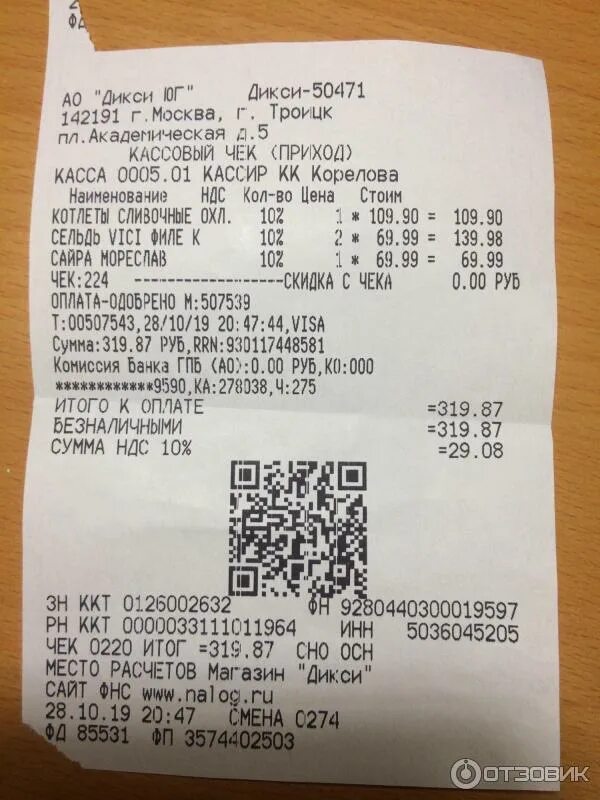 АО "Дикси ЮГ" Дикси-50471
142191 г.Москва, г. Троицк
пл.Академическая д.5
КАССОВЫЙ ЧЕК (ПРИХОД)
КАССА 0005.01 КАССИР КК Корелова
Наименование НДС Кол-во Цена Стоим
КОТЛЕТЫ СЛИВОЧНЫЕ ОХЛ. 10% 1 * 109.90 = 109.90
СЕЛЬДЬ VICI ФИЛЕ К 10% 2 * 69.99 = 139.98
САЙРА МОРЕСЛАВ 10% 1 * 69.99 = 69.99
ЧЕК:224 --------------------СКИДКА С ЧЕКА 0.00 РУБ
ОПЛАТА-ОДОБРЕНО М:507539
Т:00507543,28/10/19 20:47:44,VISA
Сумма:319.87 РУБ,RRN:930117448581
Комиссия Банка ГПБ (АО):0.00 РУБ,КО:000
************9590,КА:278038,Ч:275
ИТОГО К ОПЛАТЕ =319.87
БЕЗНАЛИЧНЫМИ =319.87
СУММА НДС 10% =29.08
ЗН ККТ 0126002632 ФН 9280440300019597
РН ККТ 0000033111011964 ИНН 5036045205
ЧЕК 0220 ИТОГ =319.87 СНО ОСН
МЕСТО РАСЧЕТОВ Магазин "Дикси"
САЙТ ФНС www.nalog.ru
28.10.19 20:47 СМЕНА 0274
ФД 85531 ФП 3574402503
ОТЗОВИК